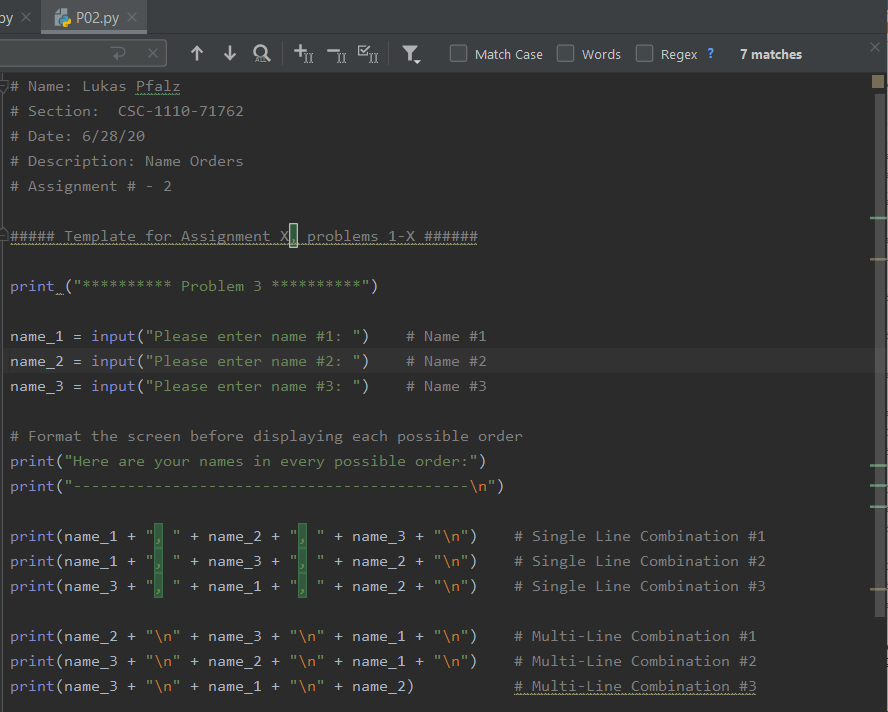 py
P02.py
ALL
II
II
II
Match Case
Words
Regex
?
7 matches
# Name: Lukas Pfalz
# Section:  CSC-1110-71762
# Date: 6/28/20
# Description: Name Orders
# Assignment # - 2
##### Template for Assignment X, problems 1-X ######
print ("********** Problem 3 **********")
name_1 = input("Please enter name #1: ")    # Name #1
name_2 = input("Please enter name #2: ")    # Name #2
name_3 = input("Please enter name #3: ")    # Name #3
# Format the screen before displaying each possible order
print("Here are your names in every possible order:")
print("--------------------------------------------\n")
print(name_1 + ", " + name_2 + ", " + name_3 + "\n")    # Single Line Combination #1
print(name_1 + ", " + name_3 + ", " + name_2 + "\n")    # Single Line Combination #2
print(name_3 + ", " + name_1 + ", " + name_2 + "\n")    # Single Line Combination #3
print(name_2 + "\n" + name_3 + "\n" + name_1 + "\n")    # Multi-Line Combination #1
print(name_3 + "\n" + name_2 + "\n" + name_1 + "\n")    # Multi-Line Combination #2
print(name_3 + "\n" + name_1 + "\n" + name_2)           # Multi-Line Combination #3